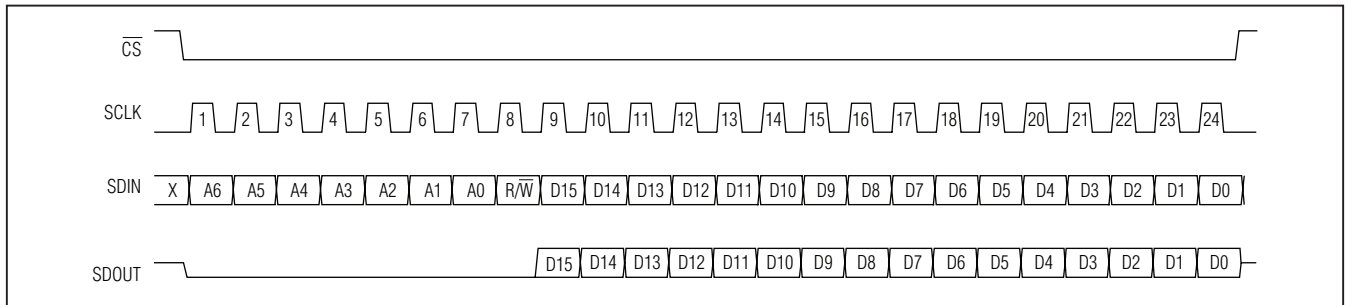 C̅S̅
SCLK 1 2 3 4 5 6 7 8 9 10 11 12 13 14 15 16 17 18 19 20 21 22 23 24
SDIN X A6 A5 A4 A3 A2 A1 A0 R/W̅ D15 D14 D13 D12 D11 D10 D9 D8 D7 D6 D5 D4 D3 D2 D1 D0
SDOUT D15 D14 D13 D12 D11 D10 D9 D8 D7 D6 D5 D4 D3 D2 D1 D0